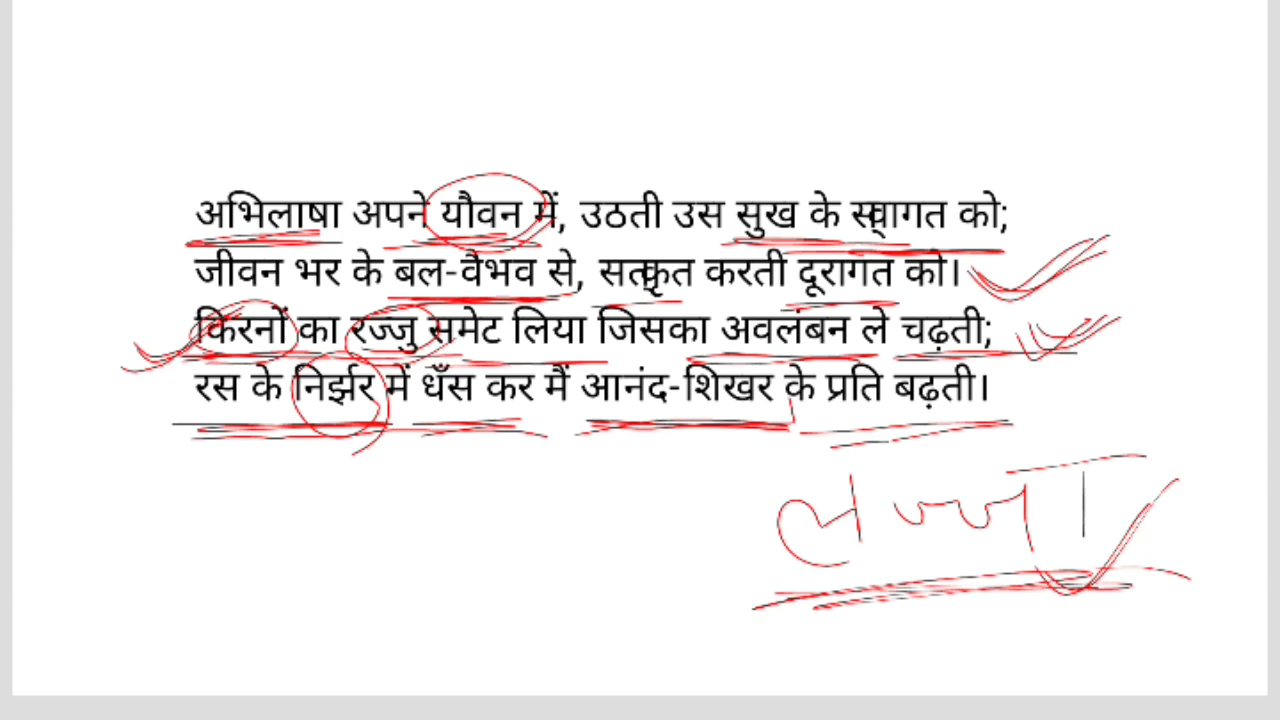 अभिलाषा अपने यौवन में, उठती उस सुख के स्वागत को;
जीवन भर के बल-वैभव से, सत्कृत करती दूरागत को।
किरनों का रज्जु समेट लिया जिसका अवलंबन ले चढ़ती;
रस के निर्झर में धँस कर मैं आनंद-शिखर के प्रति बढ़ती।
लज्जा